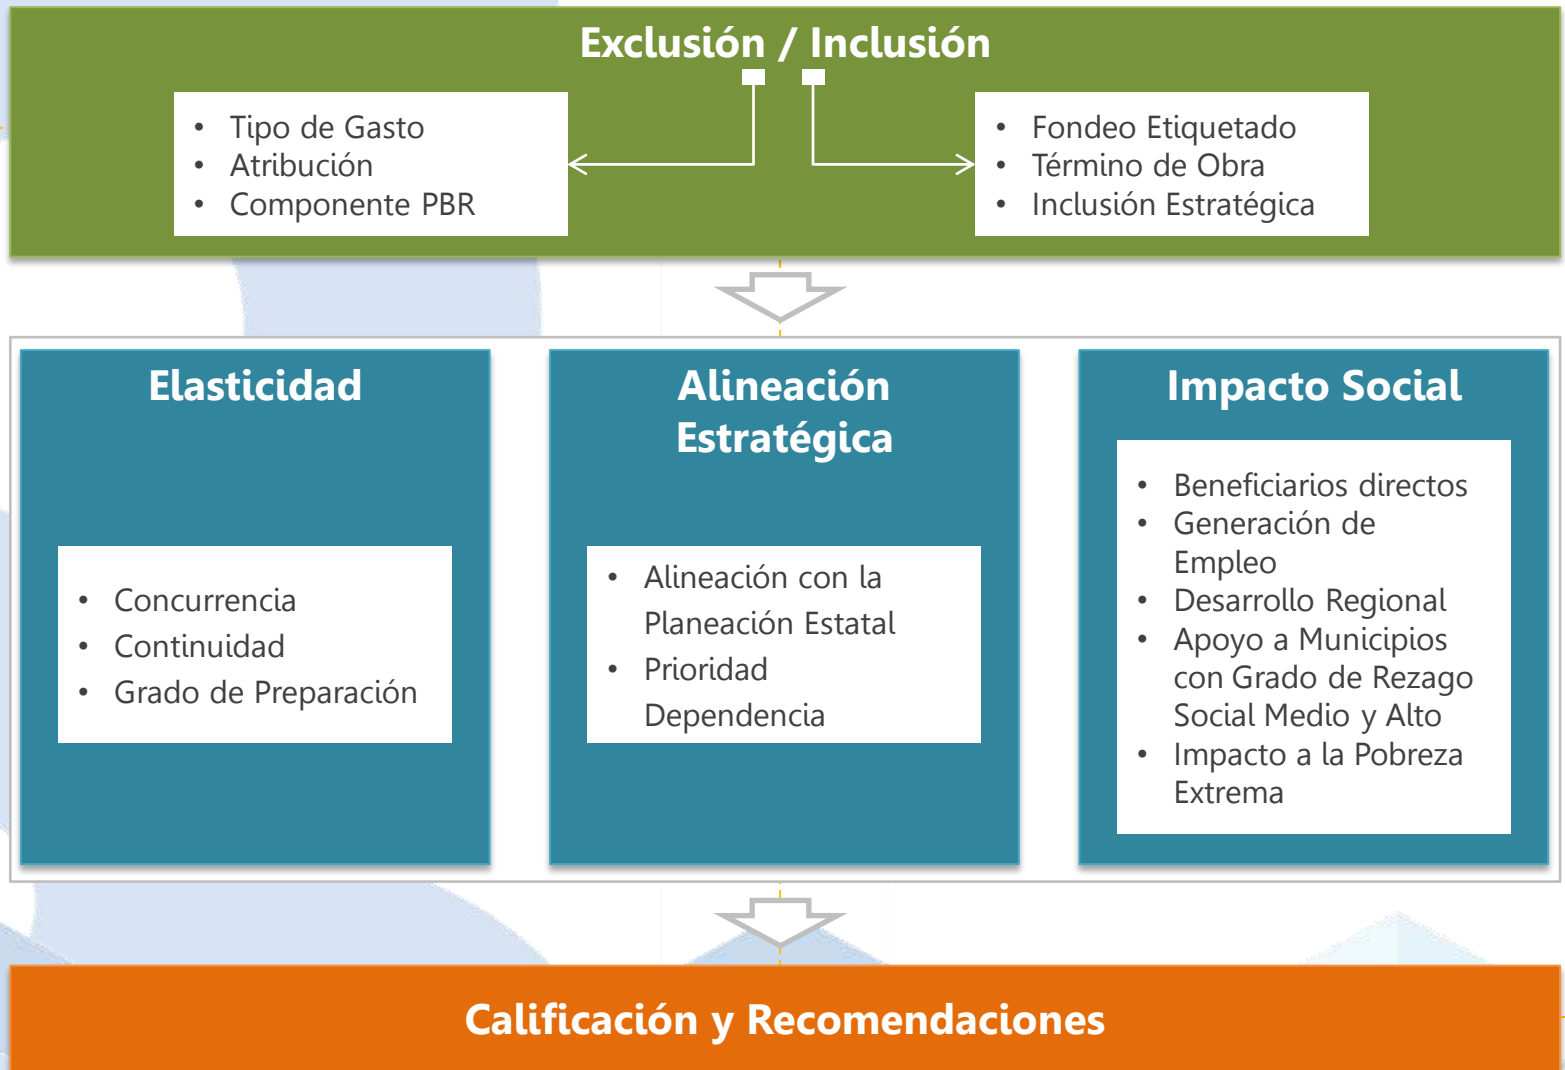 Exclusión / Inclusión
• Tipo de Gasto
• Atribución
• Componente PBR
• Fondeo Etiquetado
• Término de Obra
• Inclusión Estratégica
Elasticidad
• Concurrencia
• Continuidad
• Grado de Preparación
Alineación
Estratégica
• Alineación con la
Planeación Estatal
• Prioridad
Dependencia
Impacto Social
• Beneficiarios directos
• Generación de
Empleo
• Desarrollo Regional
• Apoyo a Municipios
con Grado de Rezago
Social Medio y Alto
• Impacto a la Pobreza
Extrema
Calificación y Recomendaciones